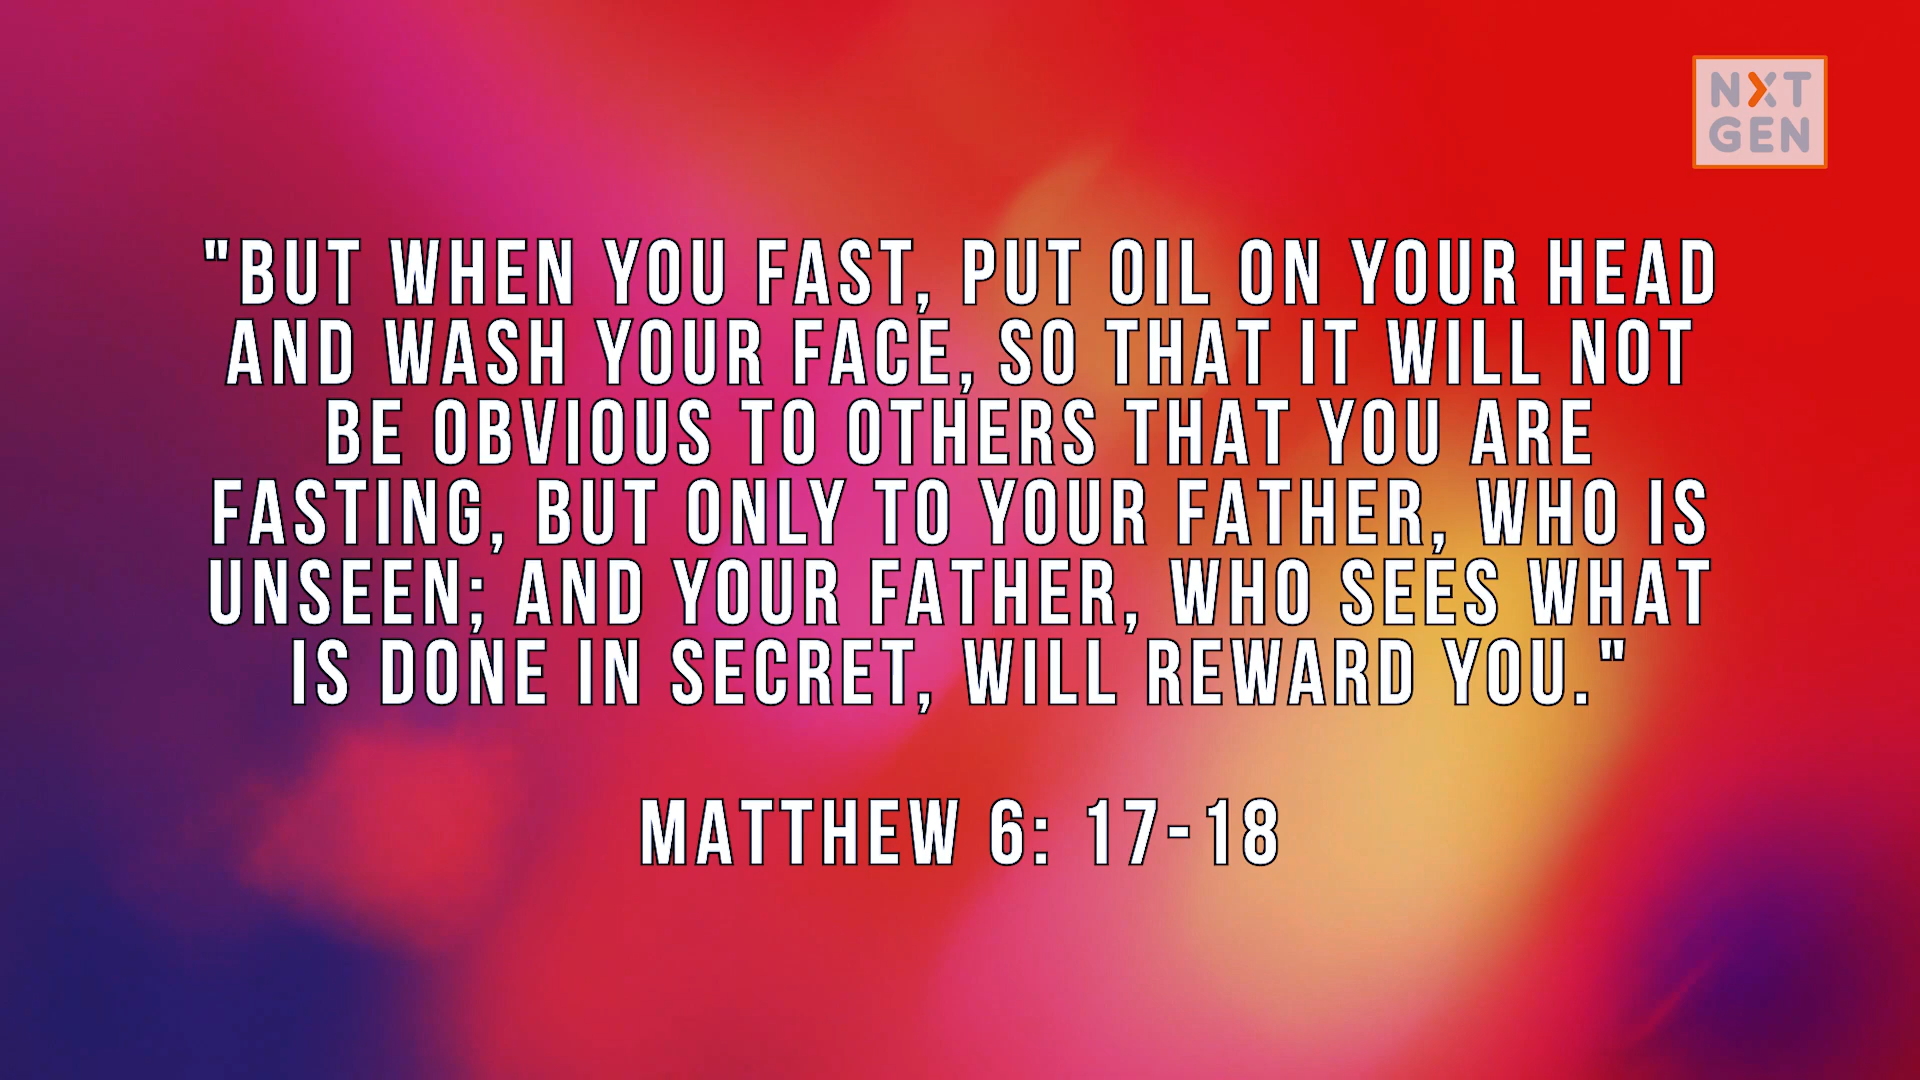 NXT
GEN
"BUT WHEN YOU FAST, PUT OIL ON YOUR HEAD
AND WASH YOUR FACE, SO THAT IT WILL NOT
BE OBVIOUS TO OTHERS THAT YOU ARE
FASTING, BUT ONLY TO YOUR FATHER, WHO IS
UNSEEN; AND YOUR FATHER, WHO SEES WHAT
IS DONE IN SECRET, WILL REWARD YOU."
MATTHEW 6: 17-18